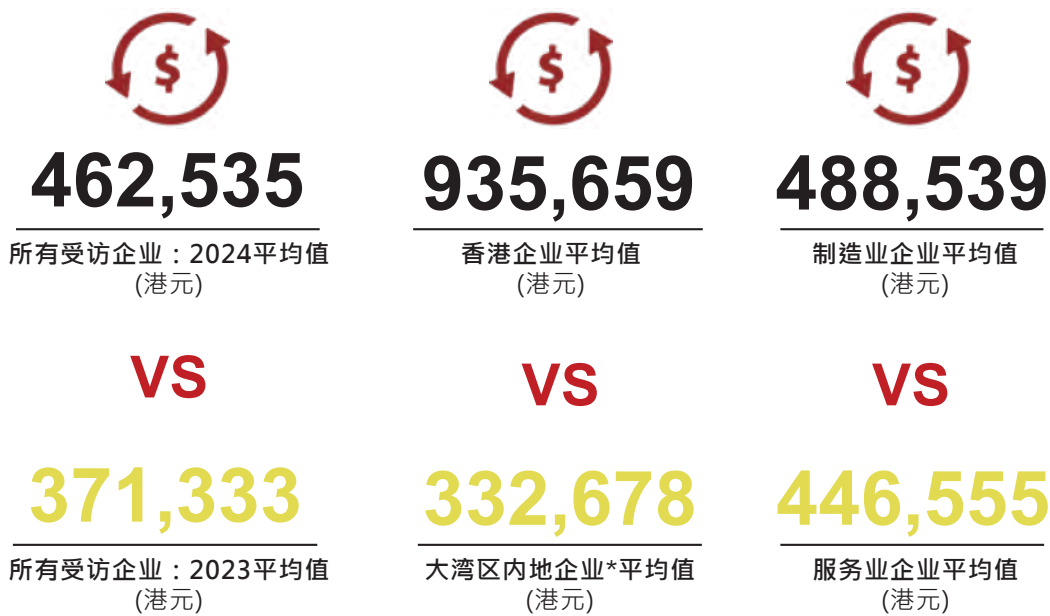 $
462,535
所有受访企业：2024平均值
(港元)
VS
371,333
所有受访企业：2023平均值
(港元)
$
935,659
香港企业平均值
(港元)
VS
332,678
大湾区内地企业*平均值
(港元)
$
488,539
制造业企业平均值
(港元)
VS
446,555
服务业企业平均值
(港元)